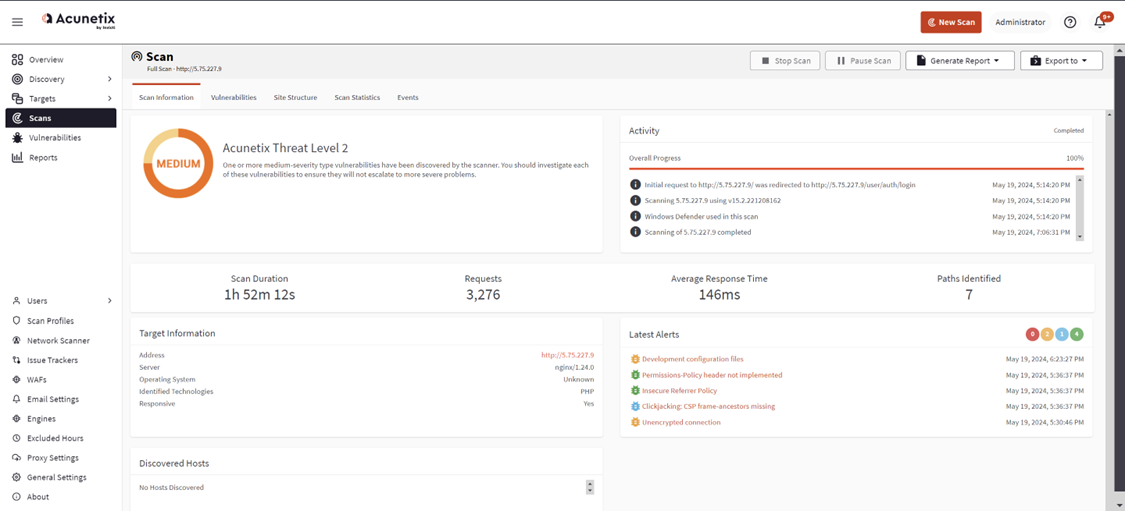 Acunetix
by Invicti
New Scan
Administrator
9+
Overview
Discovery
Targets
Scans
Vulnerabilities
Reports
Users
Scan Profiles
Network Scanner
Issue Trackers
WAFs
Email Settings
Engines
Excluded Hours
Proxy Settings
General Settings
About
Scan
Full Scan - http://5.75.227.9
Stop Scan
Pause Scan
Generate Report
Export to
Scan Information Vulnerabilities Site Structure Scan Statistics Events
MEDIUM
Acunetix Threat Level 2
One or more medium-severity type vulnerabilities have been discovered by the scanner. You should investigate each
of these vulnerabilities to ensure they will not escalate to more severe problems.
Activity Completed
Overall Progress 100%
Initial request to http://5.75.227.9/ was redirected to http://5.75.227.9/user/auth/login May 19, 2024, 5:14:20 PM
Scanning 5.75.227.9 using v15.2.221208162 May 19, 2024, 5:14:20 PM
Windows Defender used in this scan May 19, 2024, 5:14:20 PM
Scanning of 5.75.227.9 completed May 19, 2024, 7:06:31 PM
Scan Duration Requests Average Response Time Paths Identified
1h 52m 12s 3,276 146ms 7
Target Information
Address http://5.75.227.9
Server nginx/1.24.0
Operating System Unknown
Identified Technologies PHP
Responsive Yes
Latest Alerts 0 2 1 4
Development configuration files May 19, 2024, 6:23:27 PM
Permissions-Policy header not implemented May 19, 2024, 5:36:37 PM
Insecure Referrer Policy May 19, 2024, 5:36:37 PM
Clickjacking: CSP frame-ancestors missing May 19, 2024, 5:36:37 PM
Unencrypted connection May 19, 2024, 5:30:46 PM
Discovered Hosts
No Hosts Discovered